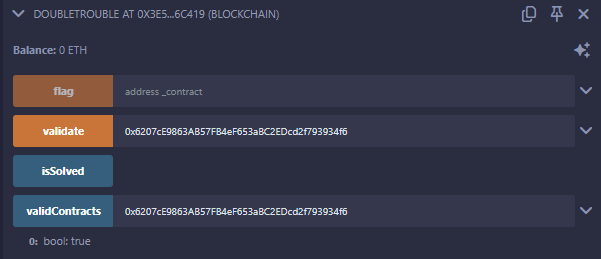 DOUBLETROUBLE AT 0X3E5...6C419 (BLOCKCHAIN)
Balance: 0 ETH
flag address _contract
validate 0x6207cE9863AB57FB4eF653aBC2EDcd2f793934f6
isSolved
validContracts 0x6207cE9863AB57FB4eF653aBC2EDcd2f793934f6
0: bool: true